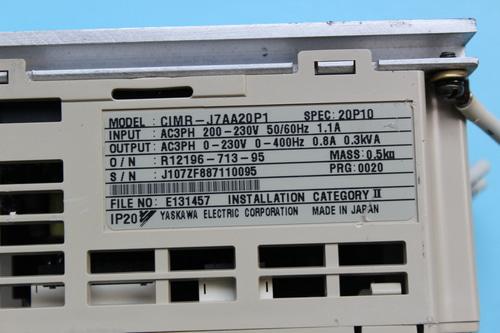 MODEL : CIMR-J7AA20P1 SPEC: 20P10
INPUT : AC3PH 200-230V 50/60Hz 1.1A
OUTPUT: AC3PH 0-230V 0-400Hz 0.8A 0.3kVA
O/N : R12196-713-95 MASS: 0.5kg
S/N : J107ZF887110095 PRG: 0020
FILE NO : E131457 INSTALLATION CATEGORY II
IP20 YASKAWA ELECTRIC CORPORATION MADE IN JAPAN